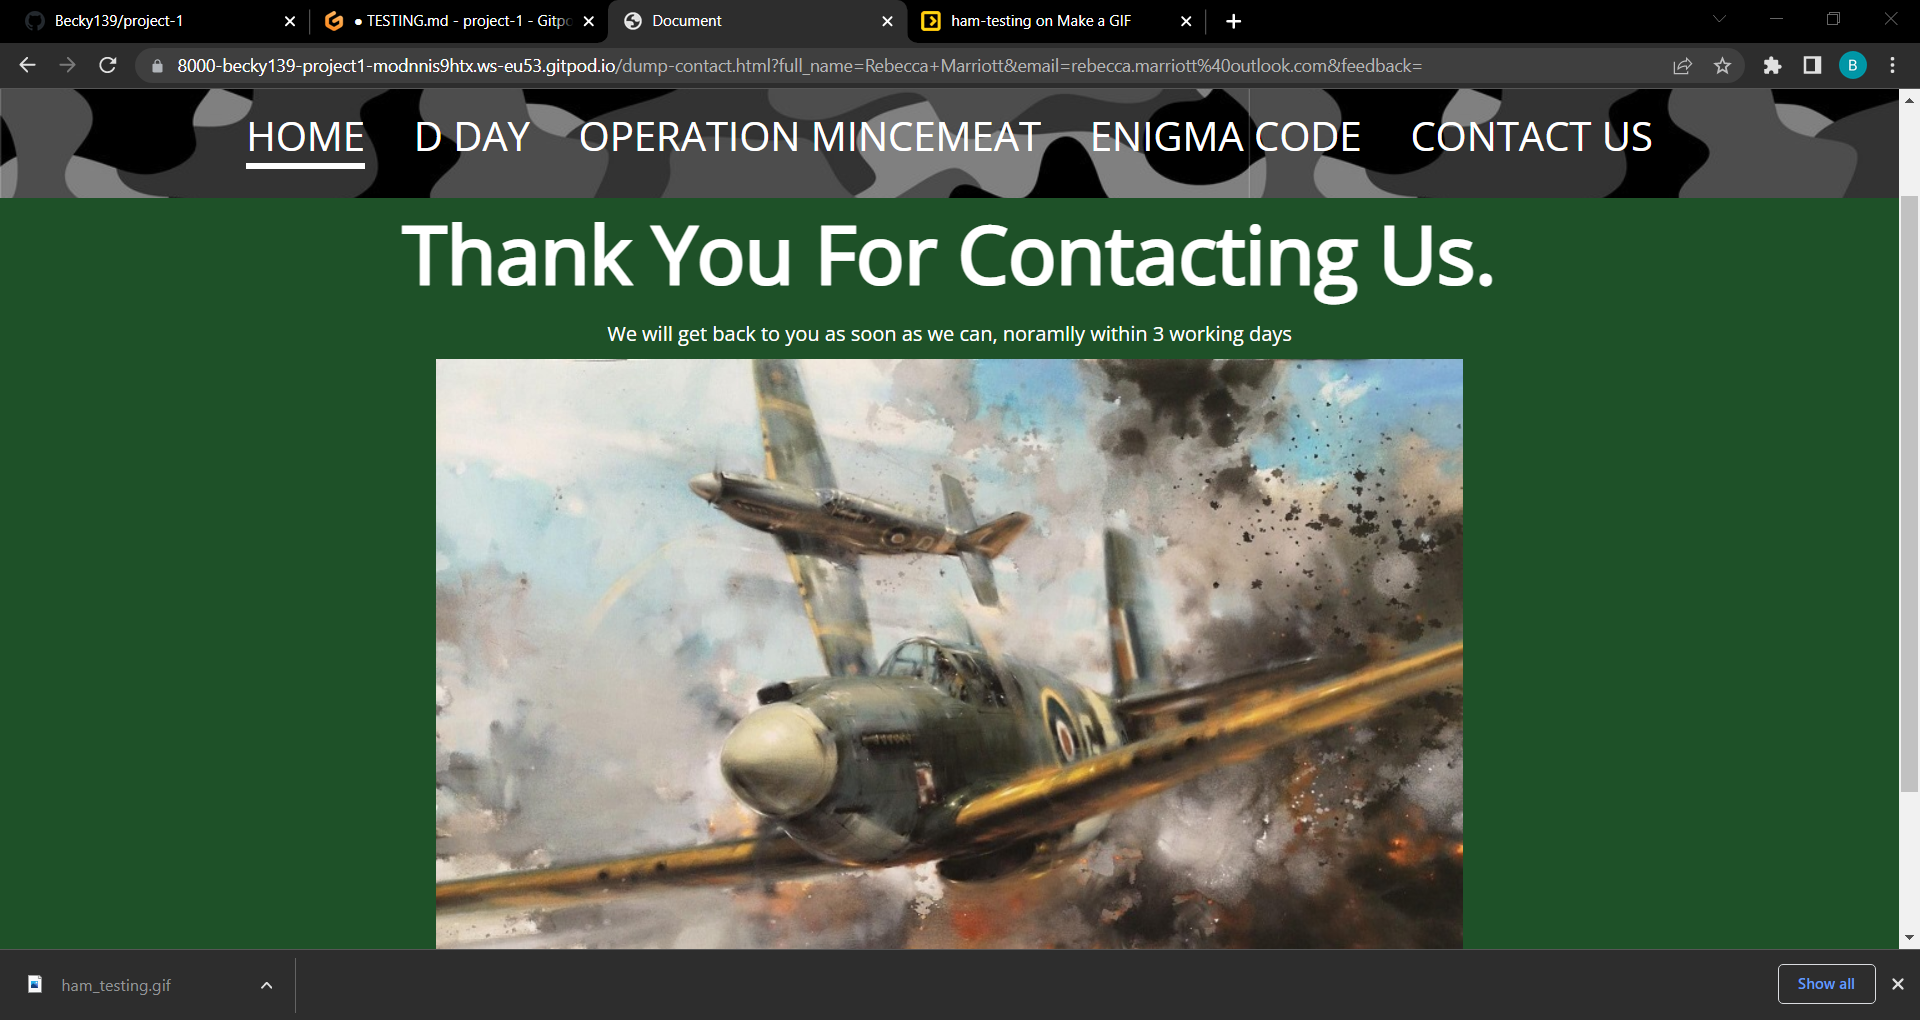 Becky139/project-1
● TESTING.md - project-1 - Gitpo
Document
ham-testing on Make a GIF
8000-becky139-project1-modnnis9htx.ws-eu53.gitpod.io/dump-contact.html?full_name=Rebecca+Marriott&email=rebecca.marriott%40outlook.com&feedback=
B
HOME D DAY OPERATION MINCEMEAT ENIGMA CODE CONTACT US
Thank You For Contacting Us.
We will get back to you as soon as we can, noramlly within 3 working days
D
ham_testing.gif
Show all